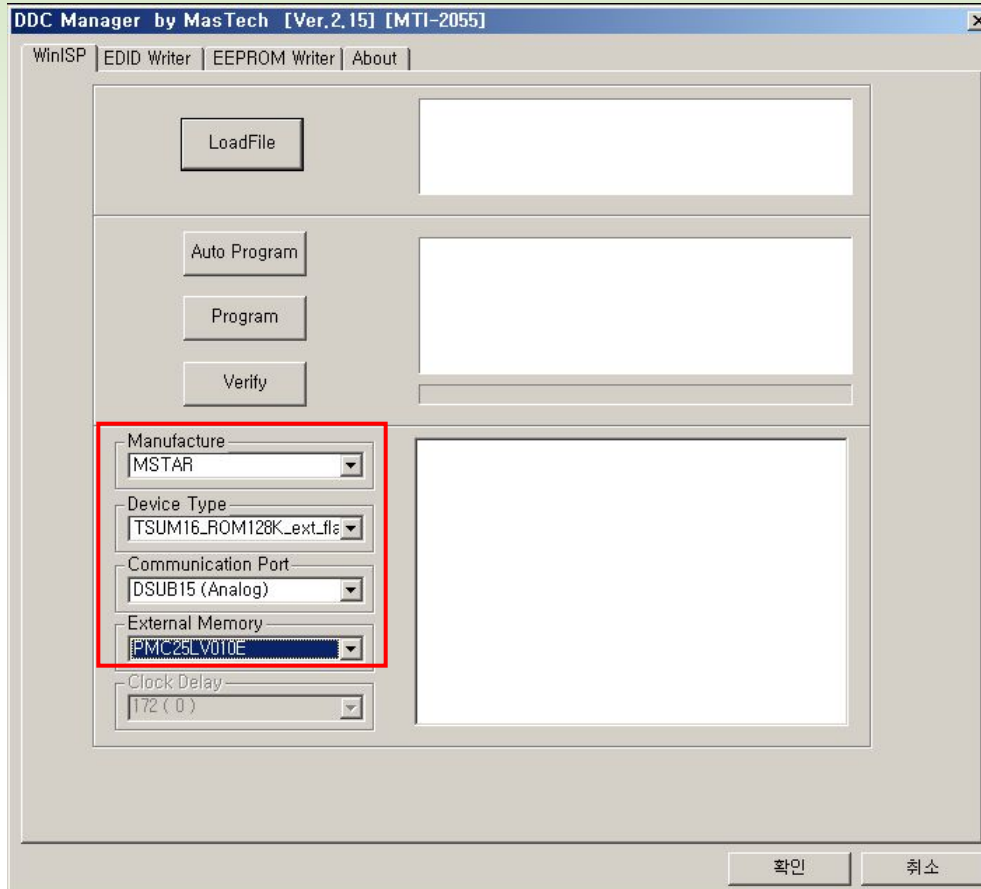 DDC Manager by MasTech [Ver,2,15] [MTI-2055]
WinISP EDID Writer EEPROM Writer About
LoadFile
Auto Program
Program
Verify
Manufacture
MSTAR
Device Type
TSUM16_ROM128K_ext_fla
Communication Port
DSUB15 (Analog)
External Memory
PMC25LV010E
Clock Delay
172 ( 0 )
확인 취소